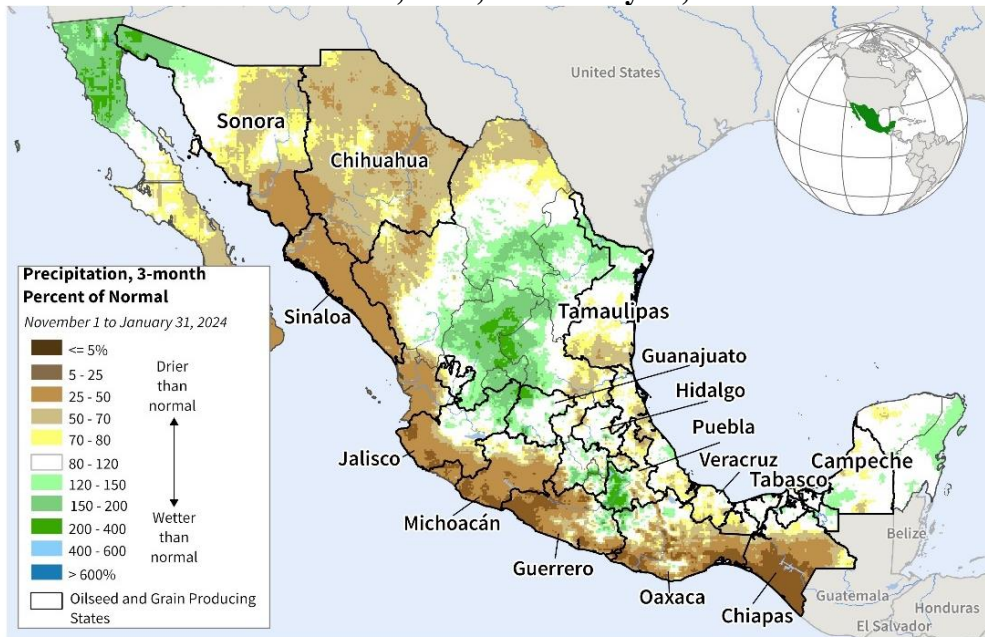 United States
Sonora
Chihuahua
Precipitation, 3-month
Percent of Normal
November 1 to January 31, 2024
<= 5%
5 - 25
25 - 50
50 - 70
70 - 80
80 - 120
120 - 150
150 - 200
200 - 400
400 - 600
> 600%
Drier
than
normal
Wetter
than
normal
Oilseed and Grain Producing
States
Sinaloa
Tamaulipas
Guanajuato
Hidalgo
Puebla
Jalisco
Veracruz
Campeche
Tabasco
Michoacán
Belize
Guerrero
Oaxaca
Chiapas
Guatemala
Honduras
El Salvador